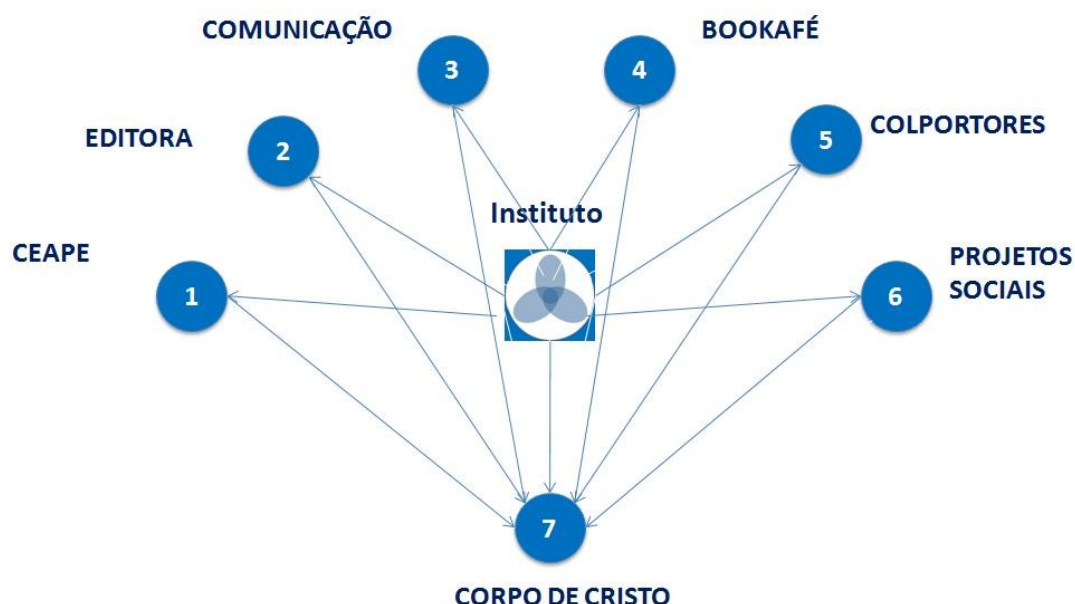 COMUNICAÇÃO
BOOKAFÉ
3
4
EDITORA
2
5
COLPORTORES
Instituto
CEAPE
1
6
PROJETOS
SOCIAIS
7
CORPO DE CRISTO